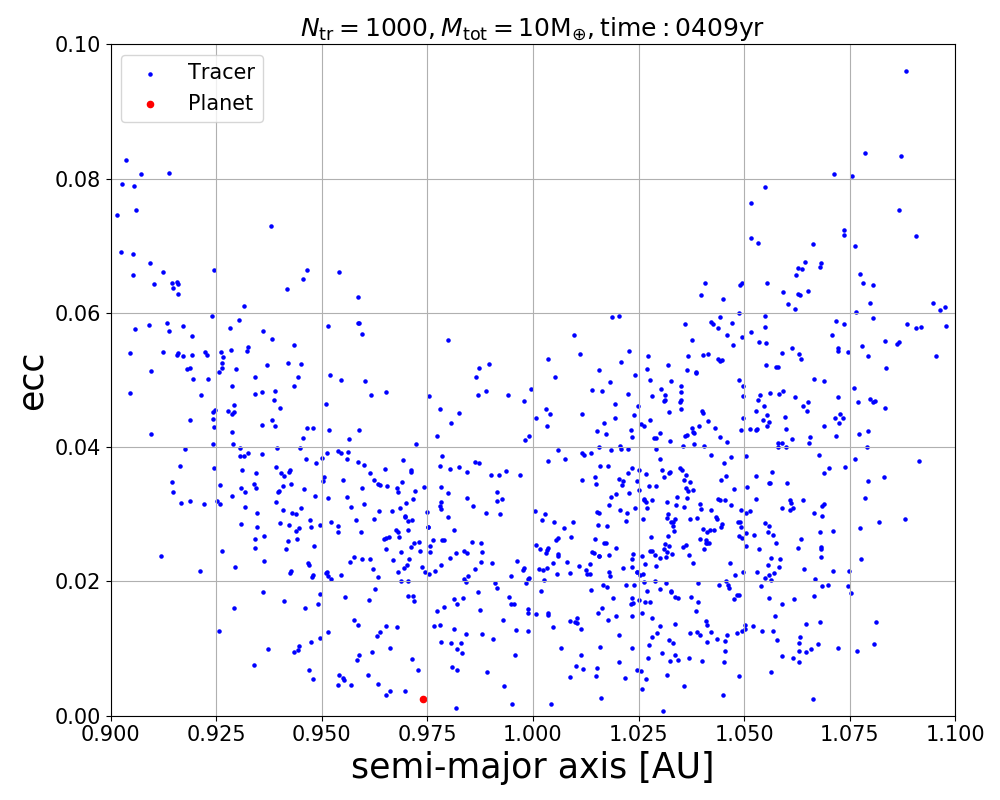 N_tr = 1000, M_tot = 10M_⊕, time : 0409yr
Tracer
Planet
0.10
0.08
0.06
0.04
0.02
0.00
ecc
0.900 0.925 0.950 0.975 1.000 1.025 1.050 1.075 1.100
semi-major axis [AU]